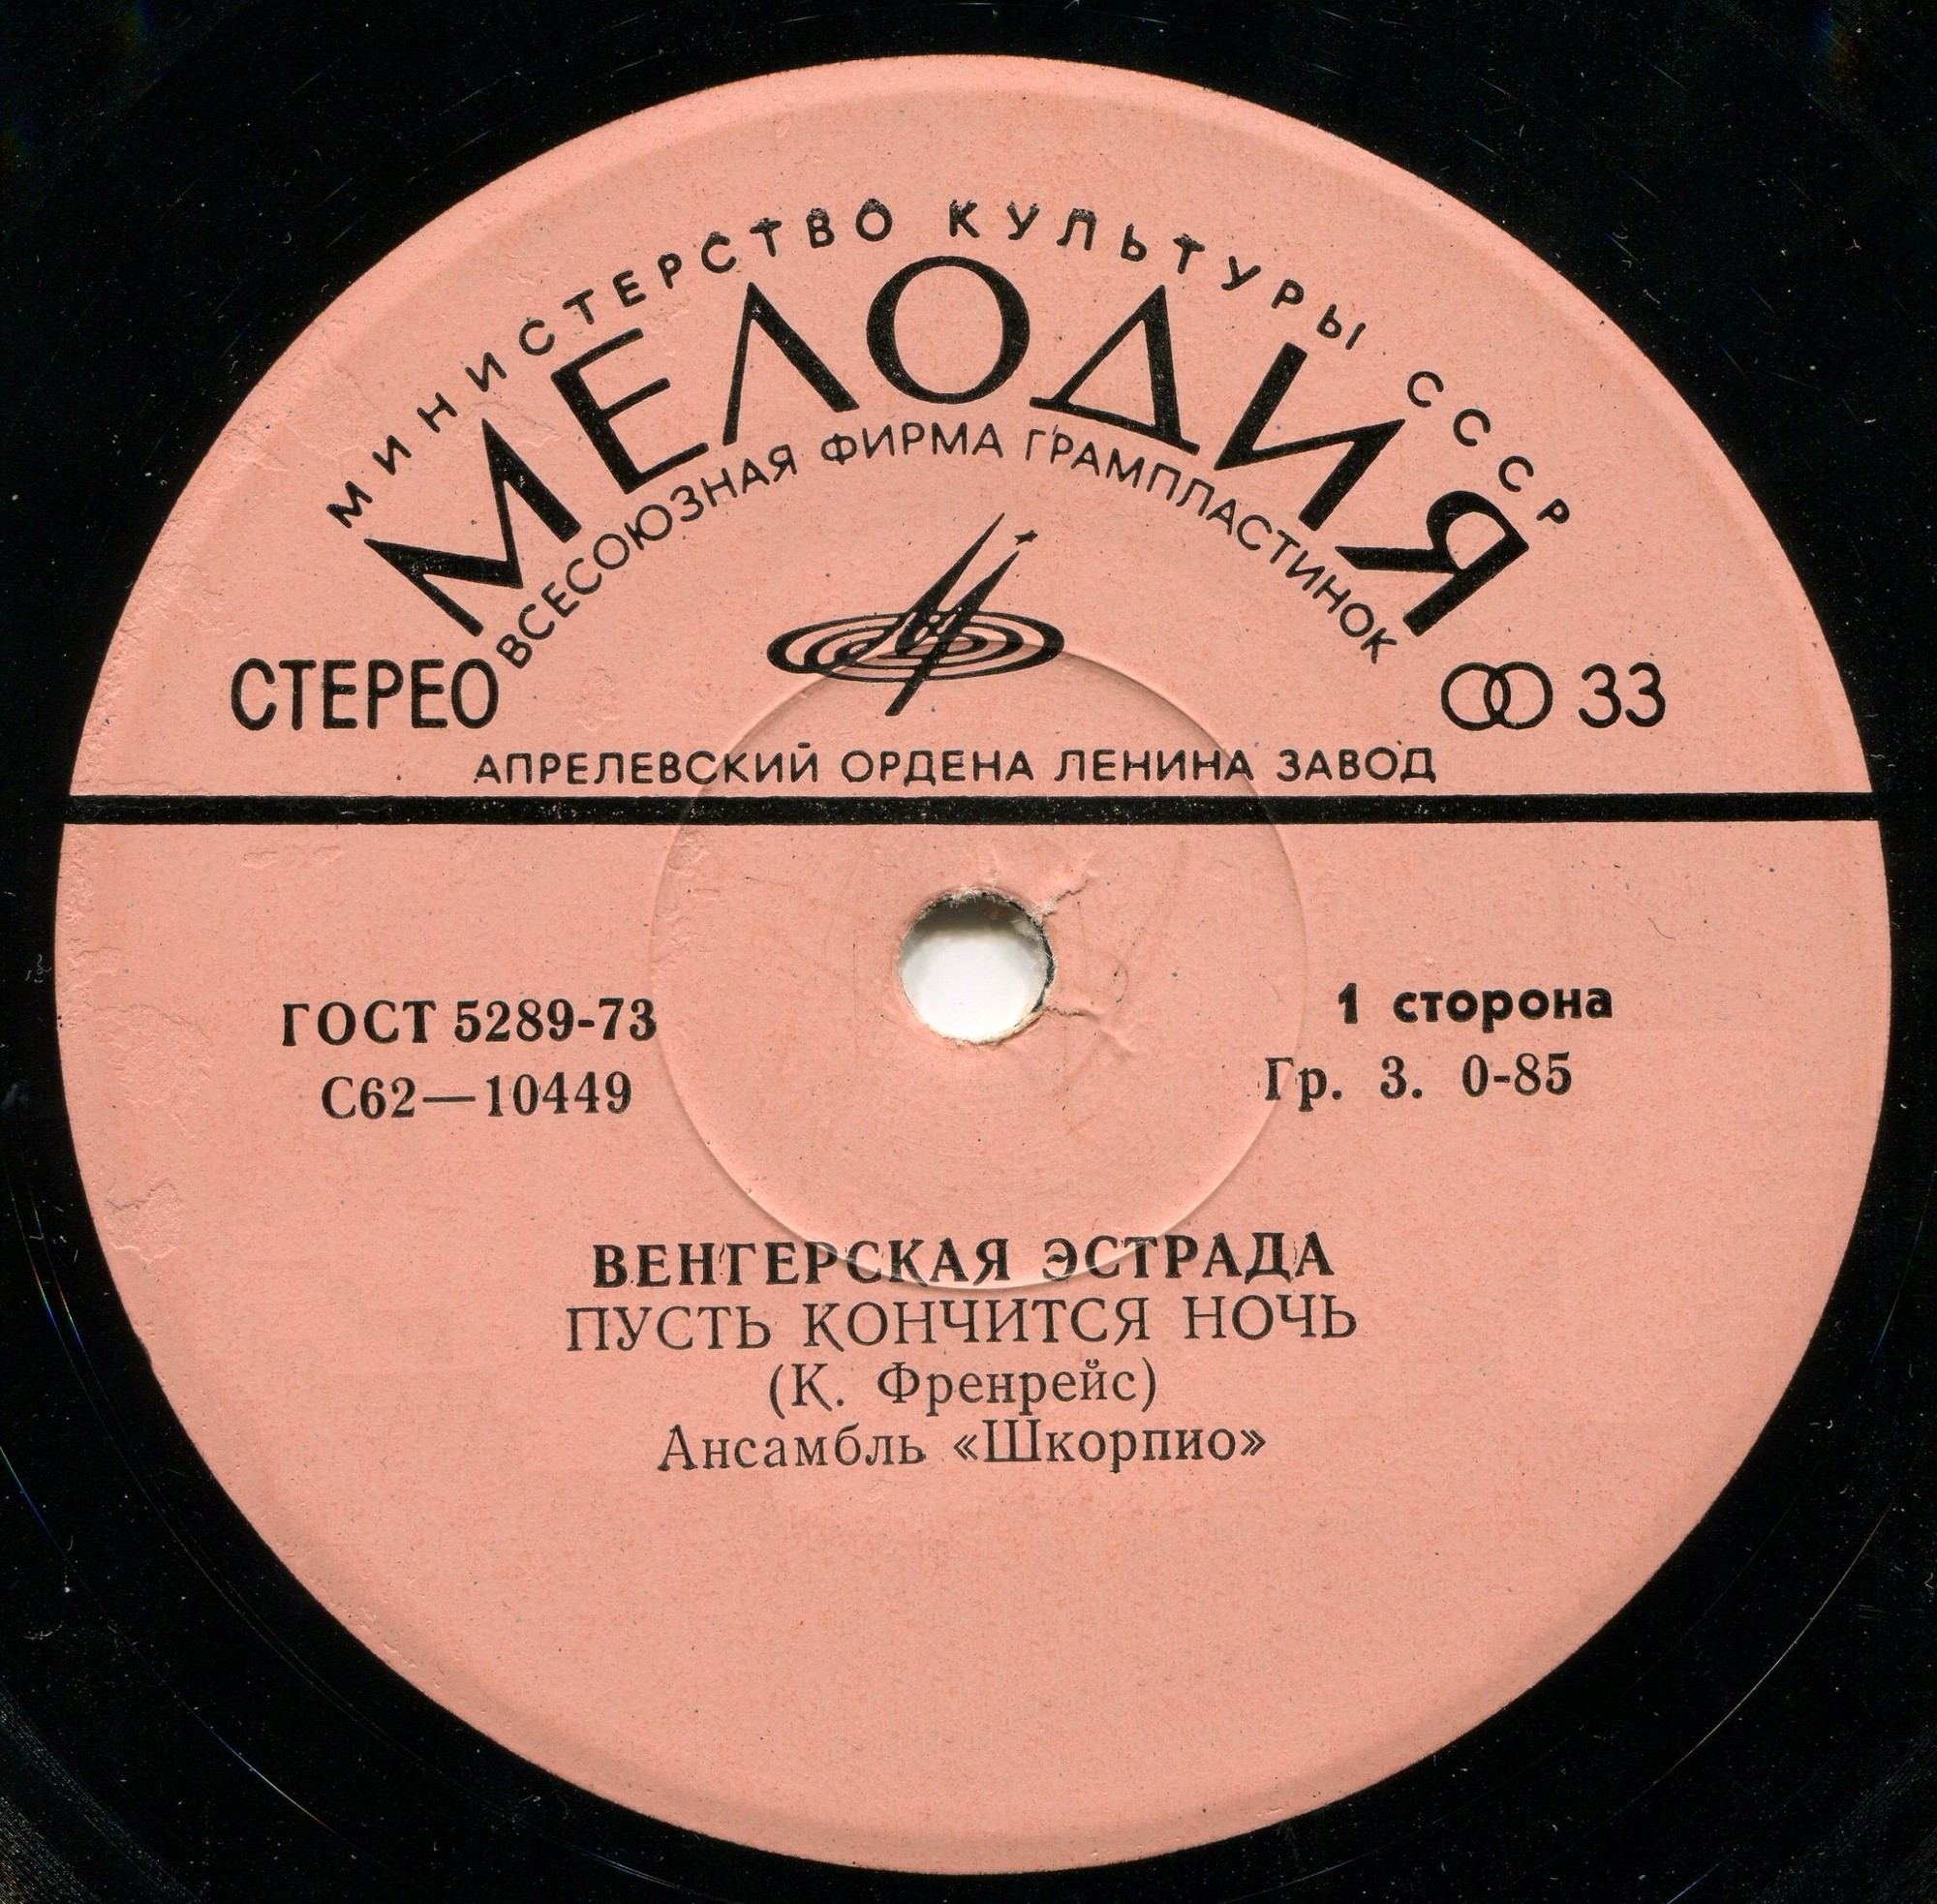 МИНИСТЕРСТВО КУЛЬТУРЫ СССР
МЕЛОДИЯ
ВСЕСОЮЗНАЯ ФИРМА ГРАМПЛАСТИНОК
СТЕРЕО
33
АПРЕЛЕВСКИЙ ОРДЕНА ЛЕНИНА ЗАВОД
ГОСТ 5289-73
С62—10449
1 сторона
Гр. 3. 0-85
ВЕНГЕРСКАЯ ЭСТРАДА
ПУСТЬ КОНЧИТСЯ НОЧЬ
(К. Френрейс)
Ансамбль «Шкорпио»